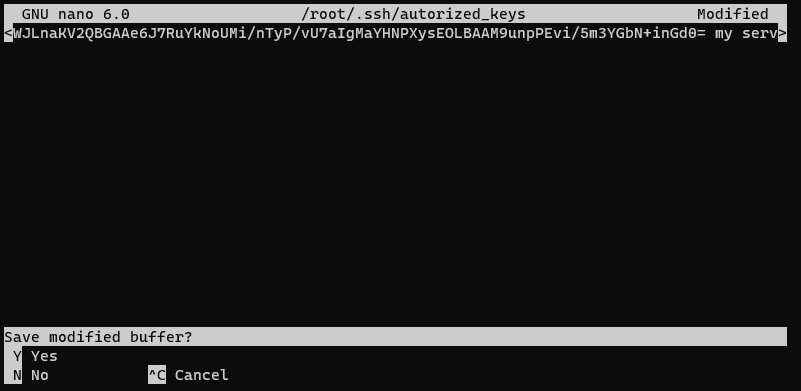 GNU nano 6.0 /root/.ssh/autorized_keys Modified
<WJLnaKV2QBGAAe6J7RuYkNoUMi/nTyP/vU7aIgMaYHNPXysEOLBAAM9unpPEvi/5m3YGbN+inGd0= my serv>
Save modified buffer?
Y Yes
N No ^C Cancel